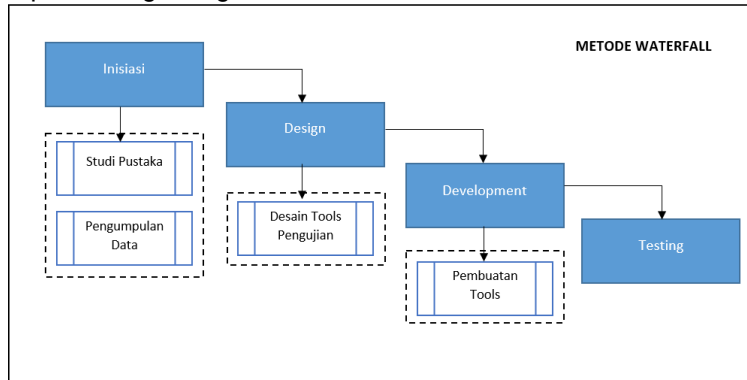 METODE WATERFALL
Inisiasi
Studi Pustaka
Pengumpulan
Data
Design
Desain Tools
Pengujian
Development
Pembuatan
Tools
Testing